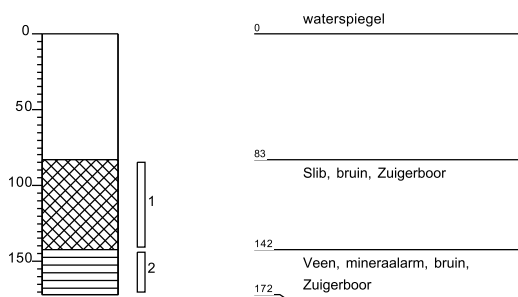 0
50
100
150
1
2
0
waterspiegel
83
Slib, bruin, Zuigerboor
142
Veen, mineraalarm, bruin,
Zuigerboor
172